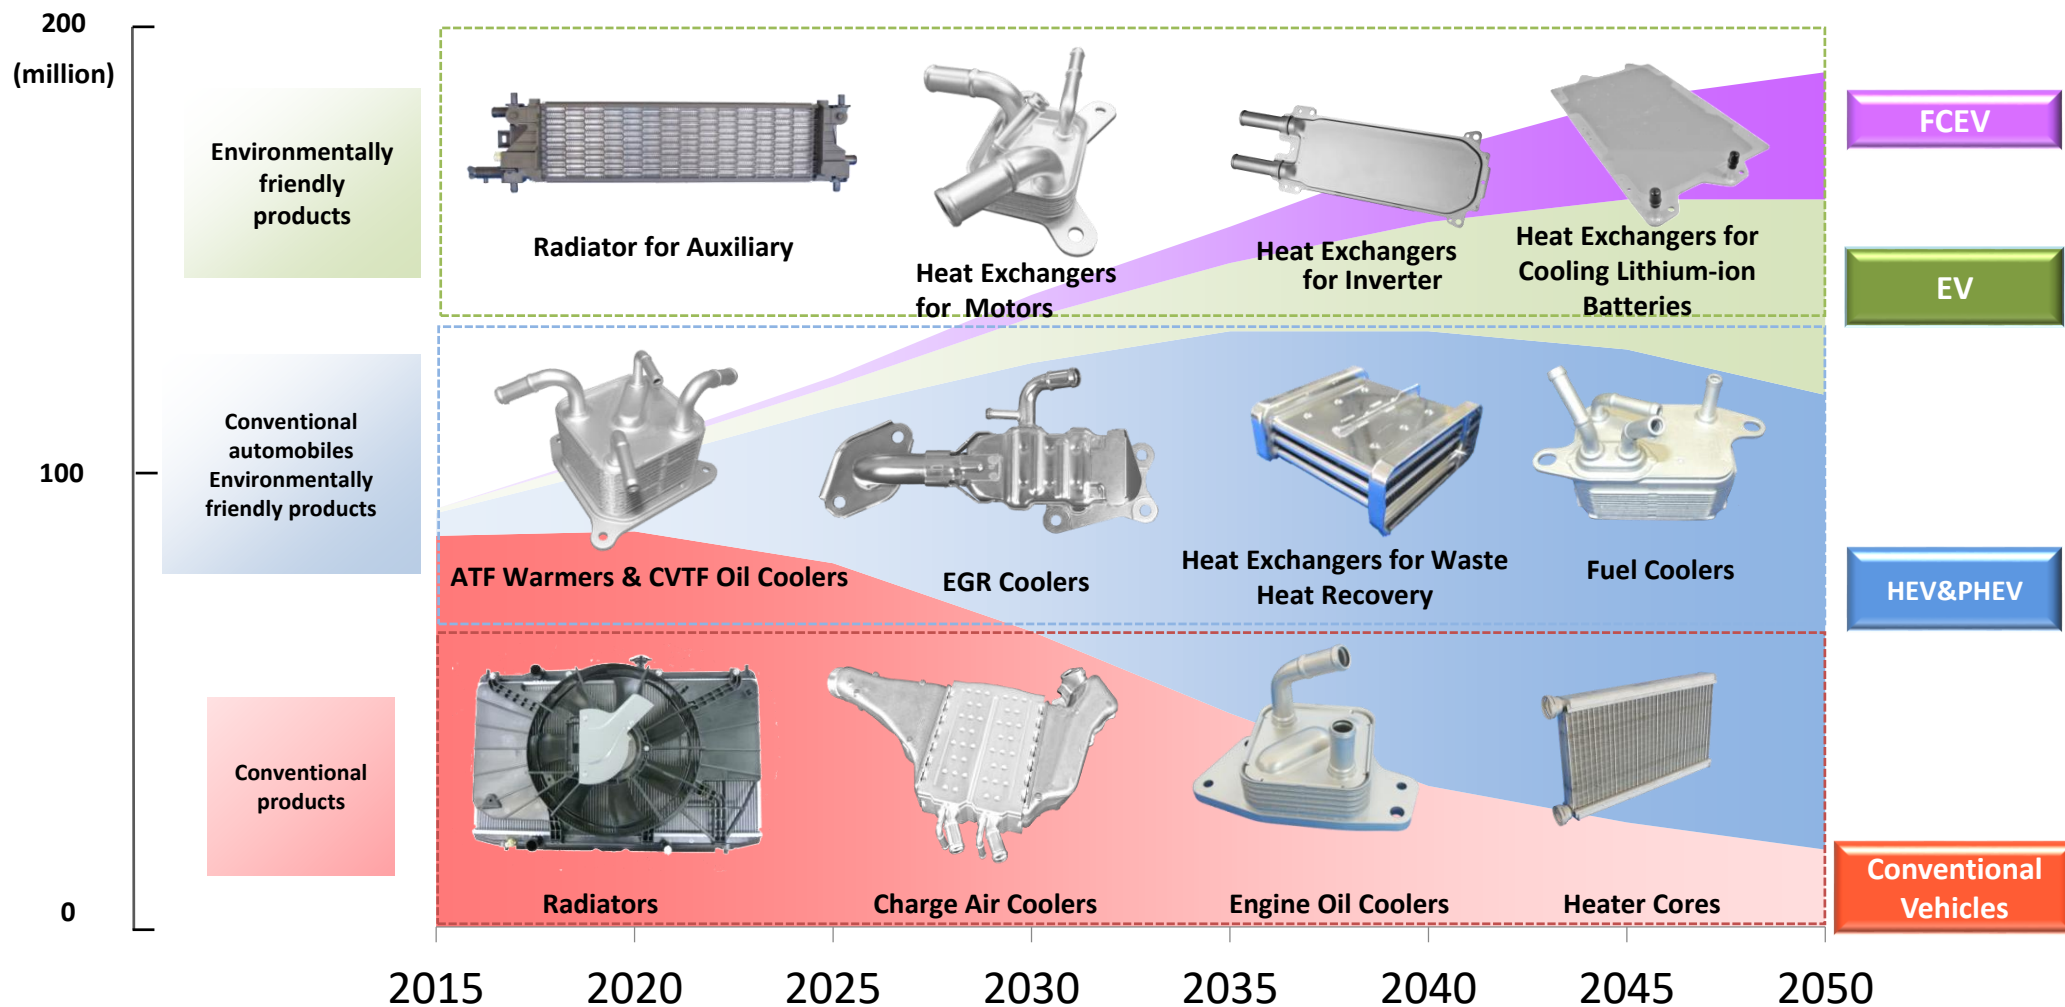 200
(million)
100
0
Environmentally
friendly
products
Conventional
automobiles
Environmentally
friendly products
Conventional
products
Radiator for Auxiliary
Heat Exchangers
for Motors
Heat Exchangers
for Inverter
Heat Exchangers for
Cooling Lithium-ion
Batteries
ATF Warmers & CVTF Oil Coolers
EGR Coolers
Heat Exchangers for Waste
Heat Recovery
Fuel Coolers
Radiators
Charge Air Coolers
Engine Oil Coolers
Heater Cores
FCEV
EV
HEV&PHEV
Conventional
Vehicles
2015
2020
2025
2030
2035
2040
2045
2050